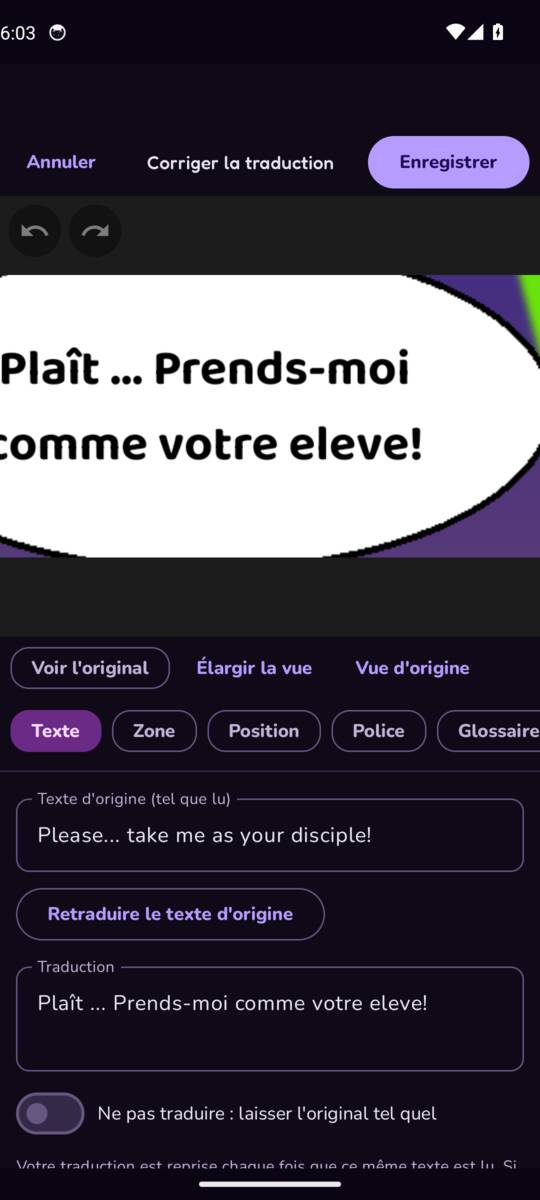 6:03
Annuler
Corriger la traduction
Enregistrer
Plaît ... Prends-moi
comme votre eleve!
Voir l'original
Élargir la vue
Vue d'origine
Texte
Zone
Position
Police
Glossaire
Texte d'origine (tel que lu)
Please... take me as your disciple!
Retraduire le texte d'origine
Traduction
Plaît ... Prends-moi comme votre eleve!
Ne pas traduire : laisser l'original tel quel
Votre traduction est reprise chaque fois que ce même texte est lu. Si